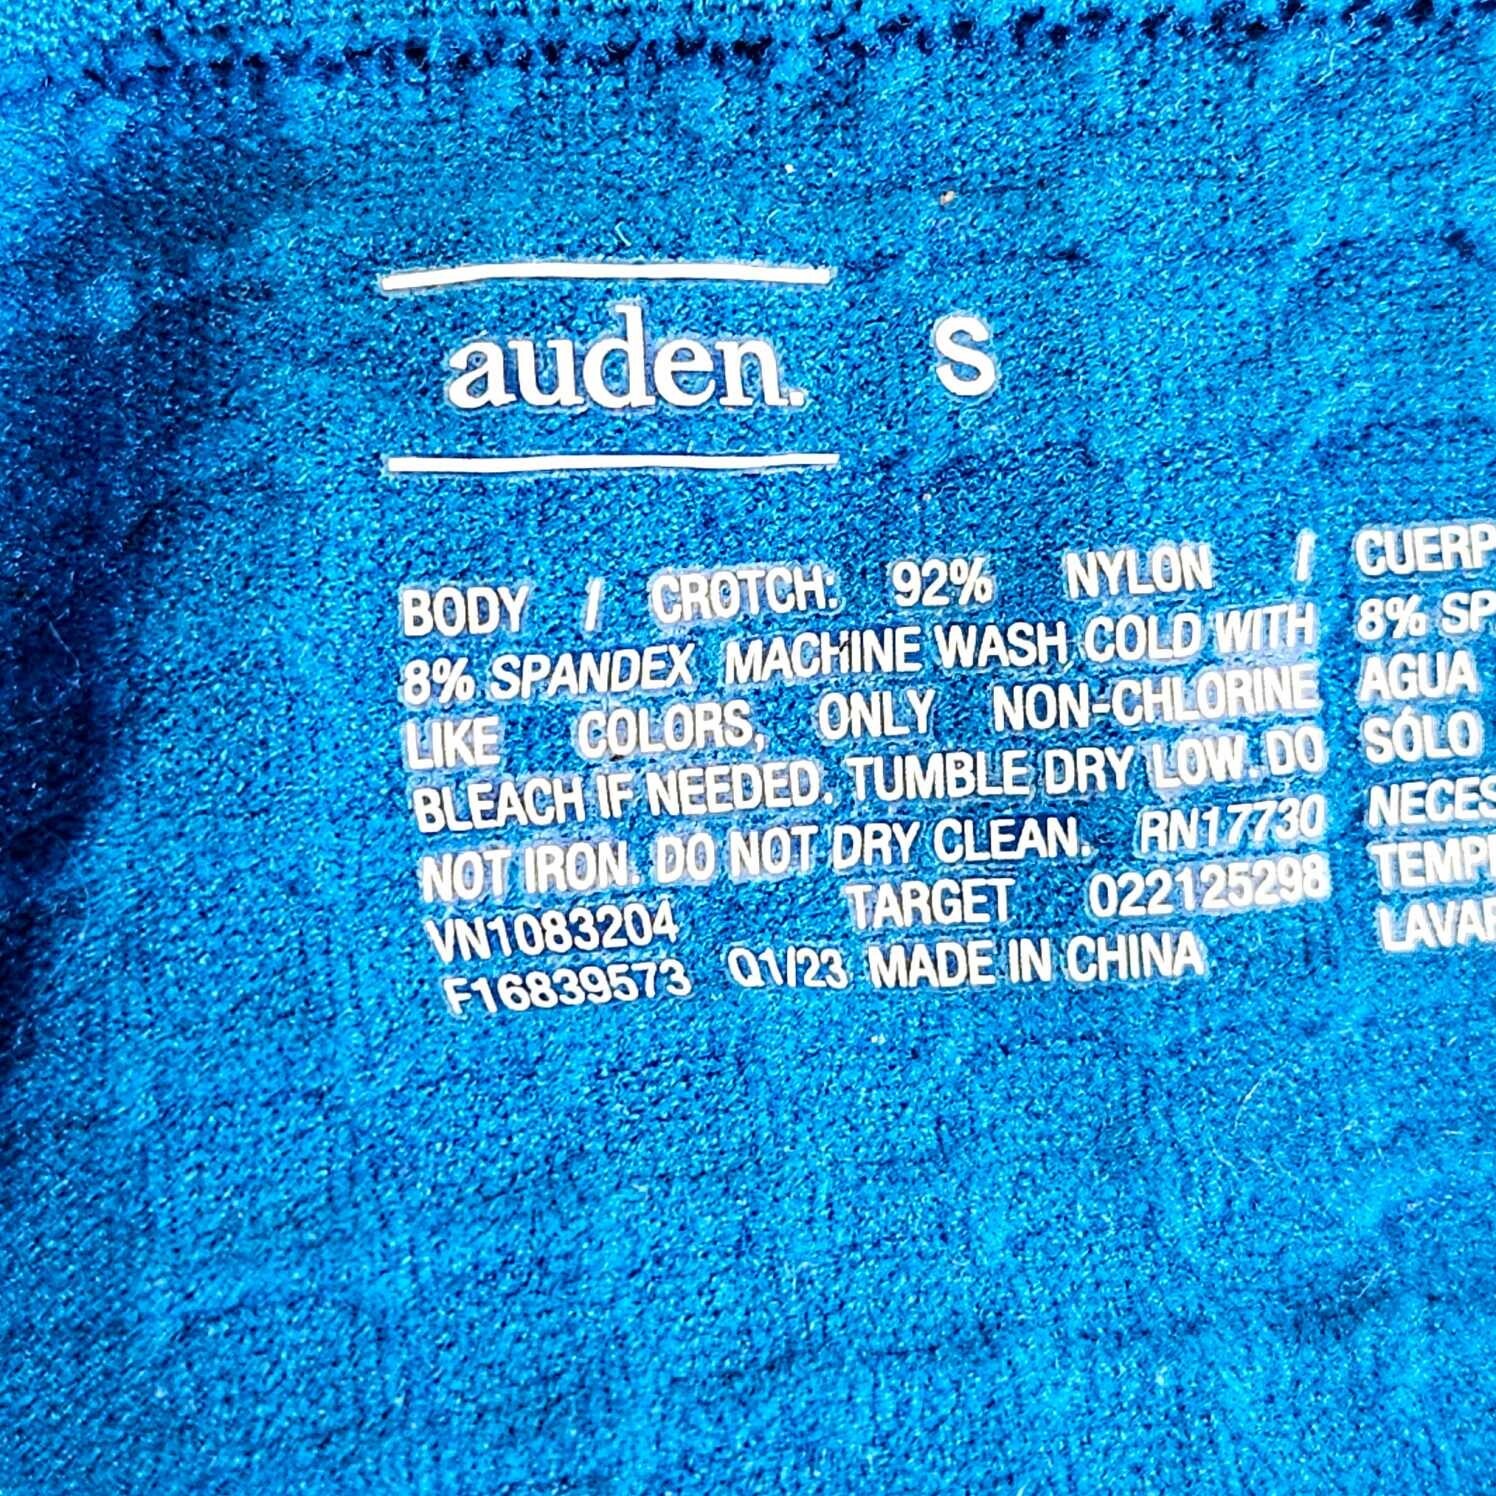 auden. S
BODY / CROTCH: 92% NYLON /
8% SPANDEX MACHINE WASH COLD WITH
LIKE COLORS, ONLY NON-CHLORINE
BLEACH IF NEEDED. TUMBLE DRY LOW. DO
NOT IRON. DO NOT DRY CLEAN. RN17730
VN1083204 TARGET 022125298
F16839573 Q1/23 MADE IN CHINA
CUERP
8% SP
AGUA
SÓLO
NECES
TEMP
LAVAR